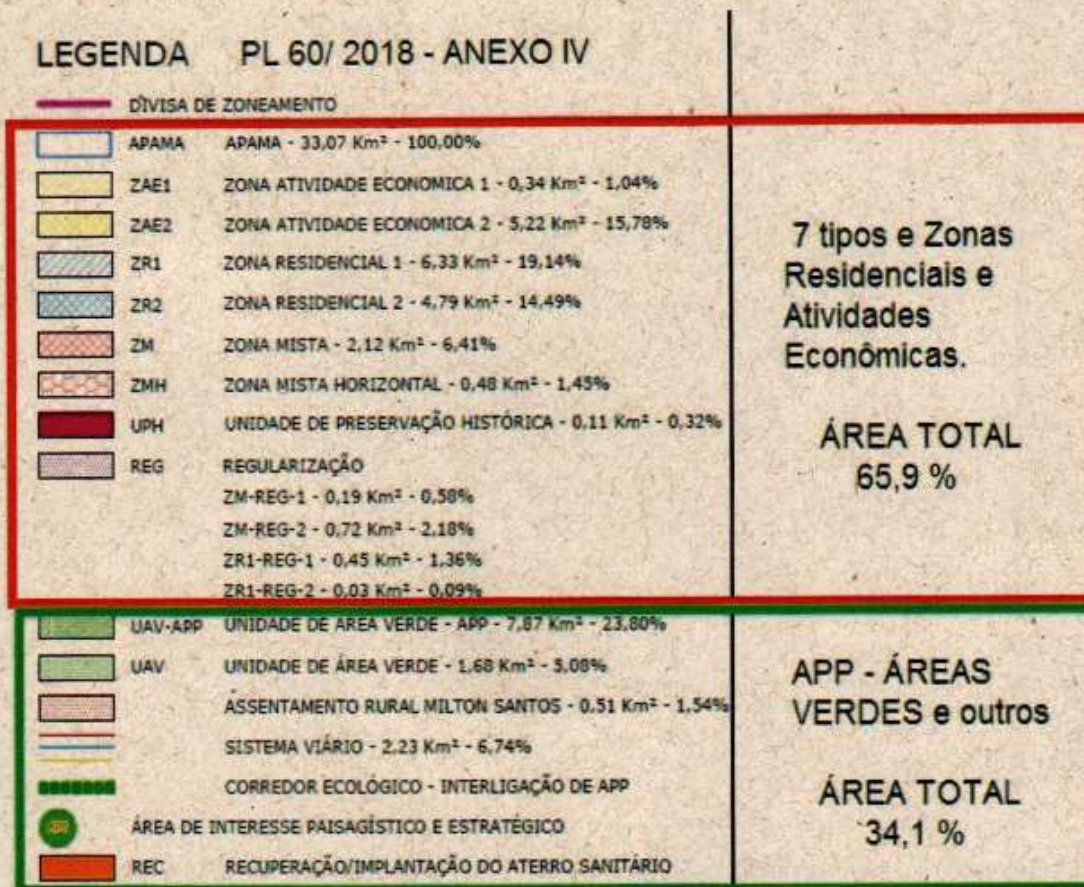 LEGENDA PL 60/ 2018 - ANEXO IV
DIVISA DE ZONEAMENTO
APAMA APAMA - 33,07 Km² - 100,00%
ZAE1 ZONA ATIVIDADE ECONOMICA 1 - 0,34 Km² - 1,04%
ZAE2 ZONA ATIVIDADE ECONOMICA 2 - 5,22 Km² - 15,78%
ZR1 ZONA RESIDENCIAL 1 - 6,33 Km² - 19,14%
ZR2 ZONA RESIDENCIAL 2 - 4,79 Km² - 14,49%
ZM ZONA MISTA - 2,12 Km² - 6,41%
ZMH ZONA MISTA HORIZONTAL - 0,48 Km² - 1,45%
UPH UNIDADE DE PRESERVAÇÃO HISTÓRICA - 0,11 Km² - 0,32%
REG REGULARIZAÇÃO
ZM-REG-1 - 0,19 Km² - 0,58%
ZM-REG-2 - 0,72 Km² - 2,18%
ZR1-REG-1 - 0,45 Km² - 1,36%
ZR1-REG-2 - 0,03 Km² - 0,09%
7 tipos e Zonas
Residenciais e
Atividades
Econômicas.
ÁREA TOTAL
65,9 %
UAV-APP UNIDADE DE ÁREA VERDE - APP - 7,87 Km² - 23,80%
UAV UNIDADE DE ÁREA VERDE - 1,68 Km² - 5,08%
ASSENTAMENTO RURAL MILTON SANTOS - 0,51 Km² - 1,54%
SISTEMA VIÁRIO - 2,23 Km² - 6,74%
CORREDOR ECOLÓGICO - INTERLIGAÇÃO DE APP
ÁREA DE INTERESSE PAISAGÍSTICO E ESTRATÉGICO
REC RECUPERAÇÃO/IMPLANTAÇÃO DO ATERRO SANITÁRIO
APP - ÁREAS
VERDES e outros
ÁREA TOTAL
34,1 %